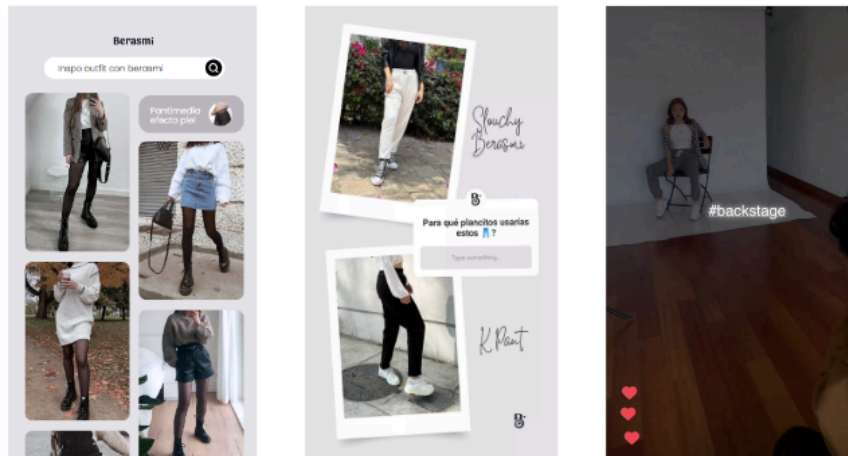 Berasmi
Inspo outfit con berasmi
Pantimedia
efecto piel
Slouchy
Berasmi
Para qué plancitos usarías
estos 👖?
Type something...
K Pant
#backstage